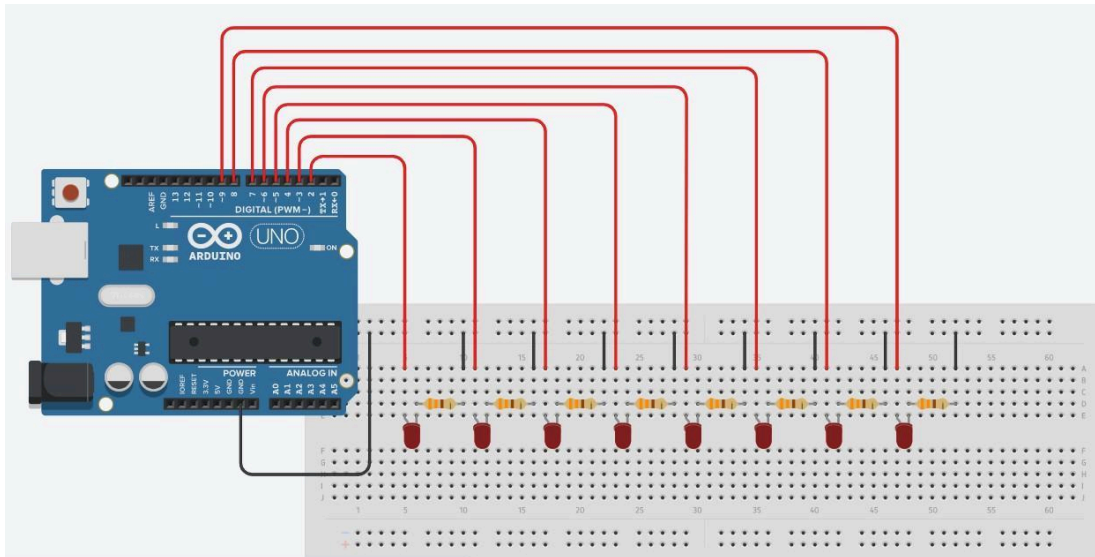 AREF
GND
13
12
~11
~10
~9
8
7
~6
~5
4
~3
2
TX→1
RX←0
DIGITAL (PWM~)
L
TX
RX
ARDUINO
UNO
ON
POWER
ANALOG IN
IOREF
RESET
3.3V
5V
GND
GND
Vin
A0
A1
A2
A3
A4
A5
10 15 20 25 30 35 40 45 50 55 60
A
B
C
D
E
E
F F
G G
H H
I I
J J
1 5 10 15 20 25 30 35 40 45 50 55 60